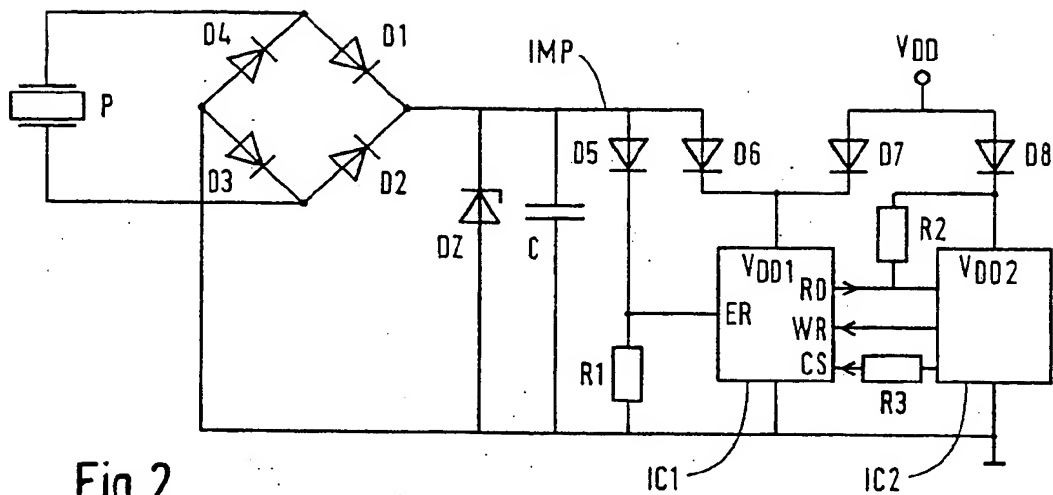 D4
D1
IMP
VDD
P
D3
D2
D5
D6
D7
D8
DZ
C
R2
VDD1
RD
VDD2
ER
WR
CS
R1
R3
IC1
IC2
Fig.2